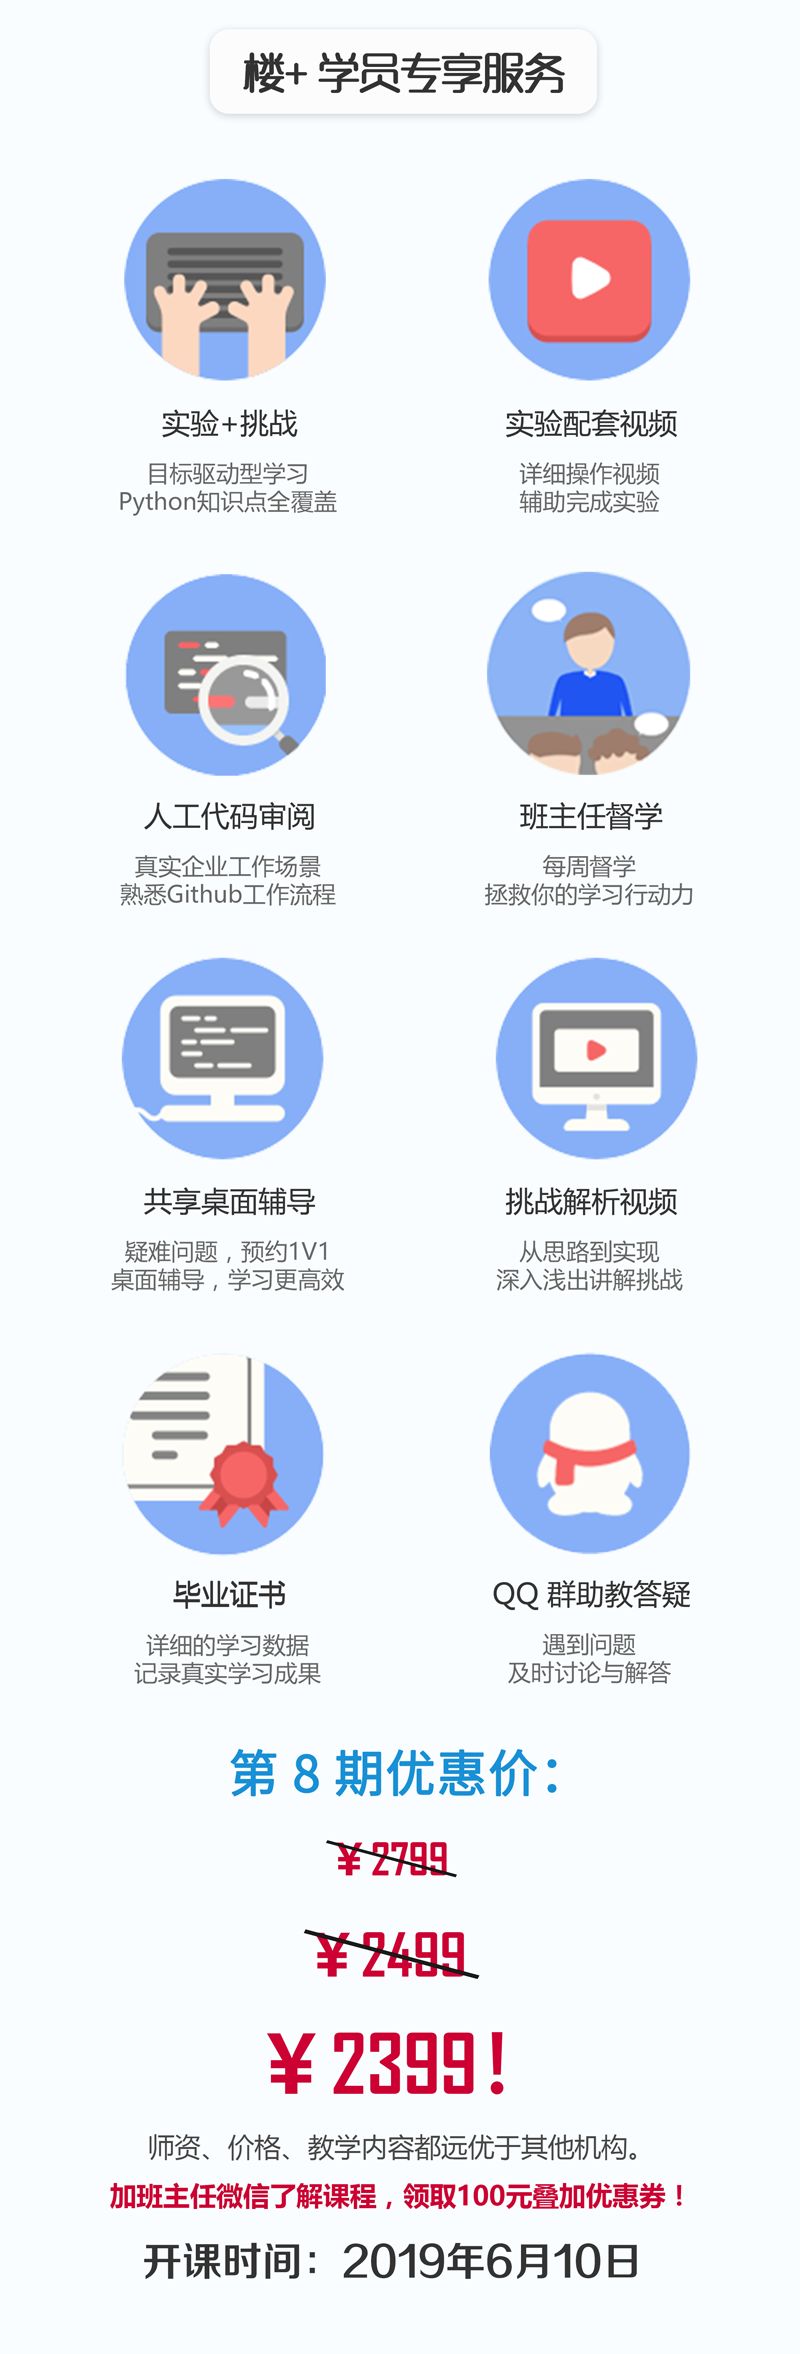 楼+ 学员专享服务
实验+挑战
目标驱动型学习
Python知识点全覆盖
实验配套视频
详细操作视频
辅助完成实验
人工代码审阅
真实企业工作场景
熟悉Github工作流程
班主任督学
每周督学
拯救你的学习行动力
共享桌面辅导
疑难问题，预约1V1
桌面辅导，学习更高效
挑战解析视频
从思路到实现
深入浅出讲解挑战
毕业证书
详细的学习数据
记录真实学习成果
QQ 群助教答疑
遇到问题
及时讨论与解答
第 8 期优惠价：
￥2799
￥2499
￥2399！
师资、价格、教学内容都远优于其他机构。
加班主任微信了解课程，领取100元叠加优惠券！
开课时间：2019年6月10日